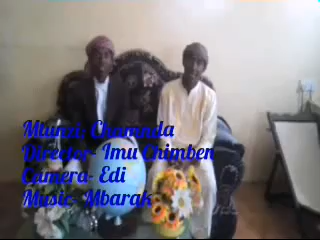 Mtunzi- Chamnda
Director- Imu Chimben
Camera- Edi
Music- Mbarak